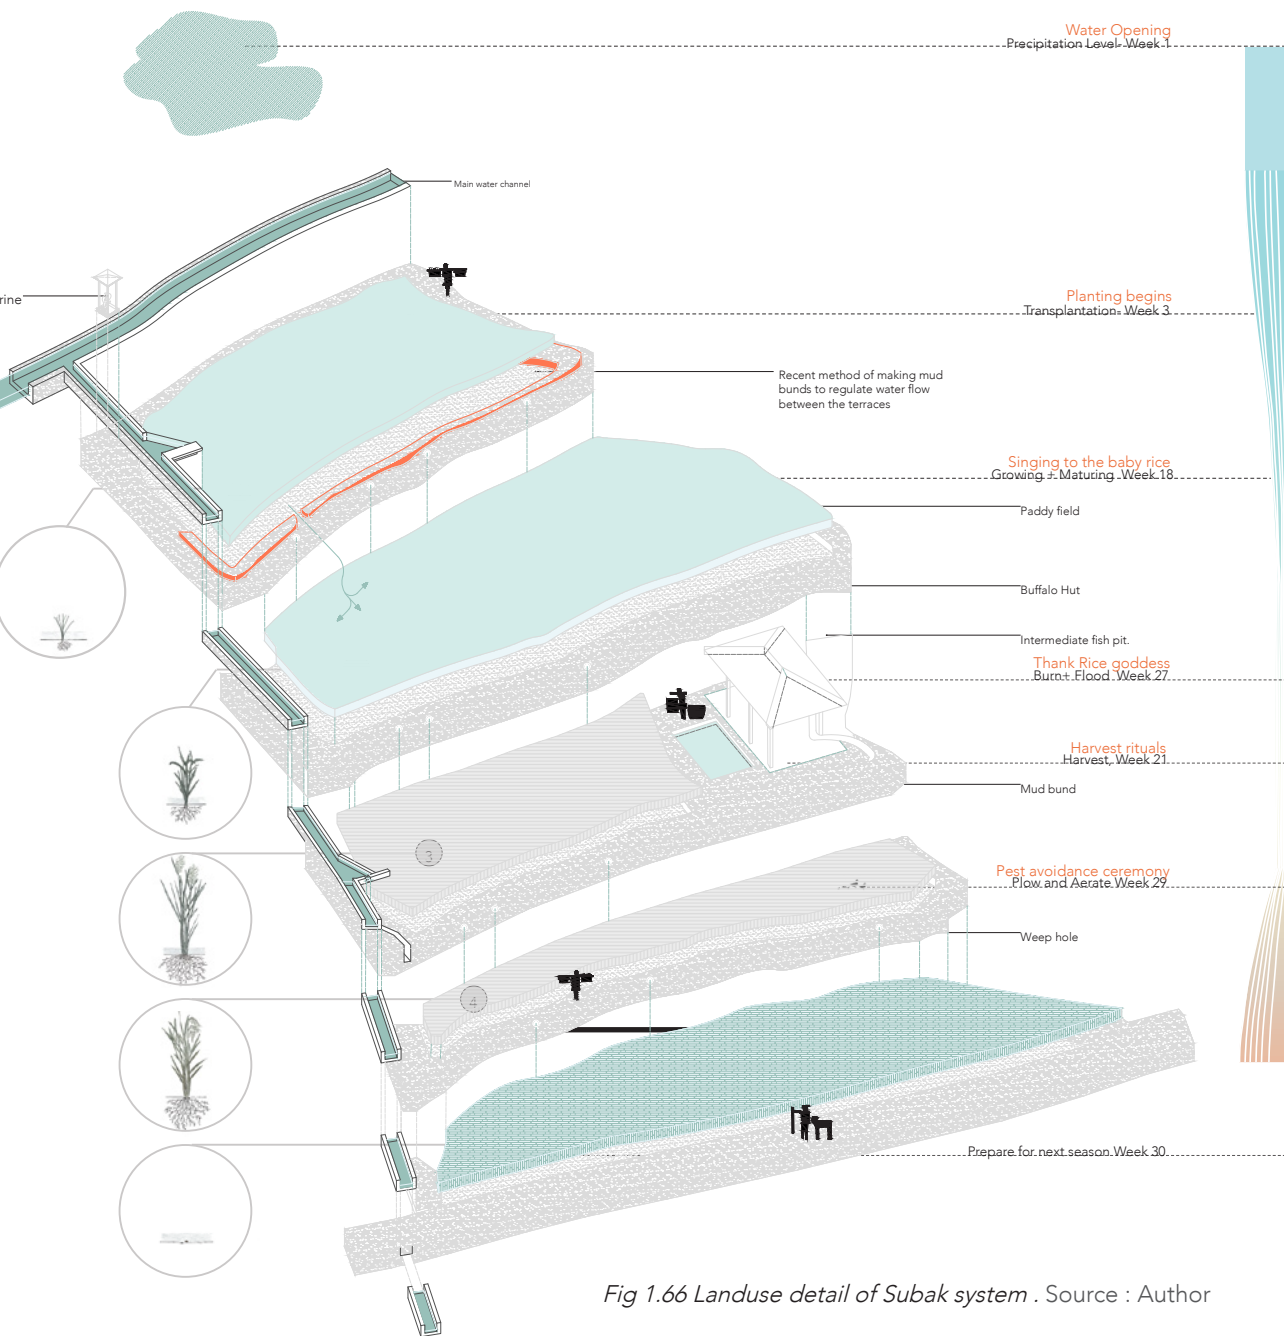 Water Opening
Precipitation Level- Week 1
Main water channel
rine
Planting begins
Transplantation- Week 3
Recent method of making mud
bunds to regulate water flow
between the terraces
Singing to the baby rice
Growing + Maturing Week 18
Paddy field
Buffalo Hut
Intermediate fish pit.
Thank Rice goddess
Burn+ Flood Week 27
Harvest rituals
Harvest, Week 21
Mud bund
3
Pest avoidance ceremony
Plow and Aerate Week 29
Weep hole
4
Prepare for next season Week 30
Fig 1.66 Landuse detail of Subak system . Source : Author